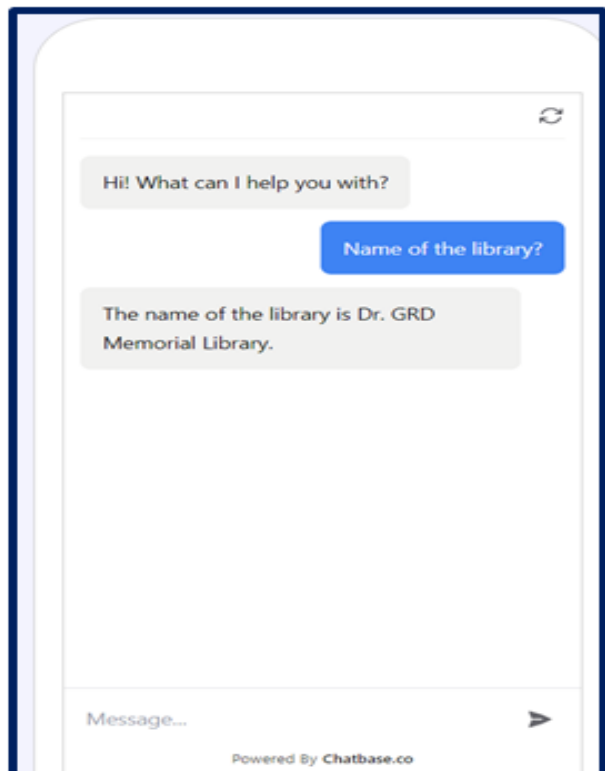 Hi! What can I help you with?
Name of the library?
The name of the library is Dr. GRD
Memorial Library.
Message...
Powered By Chatbase.co